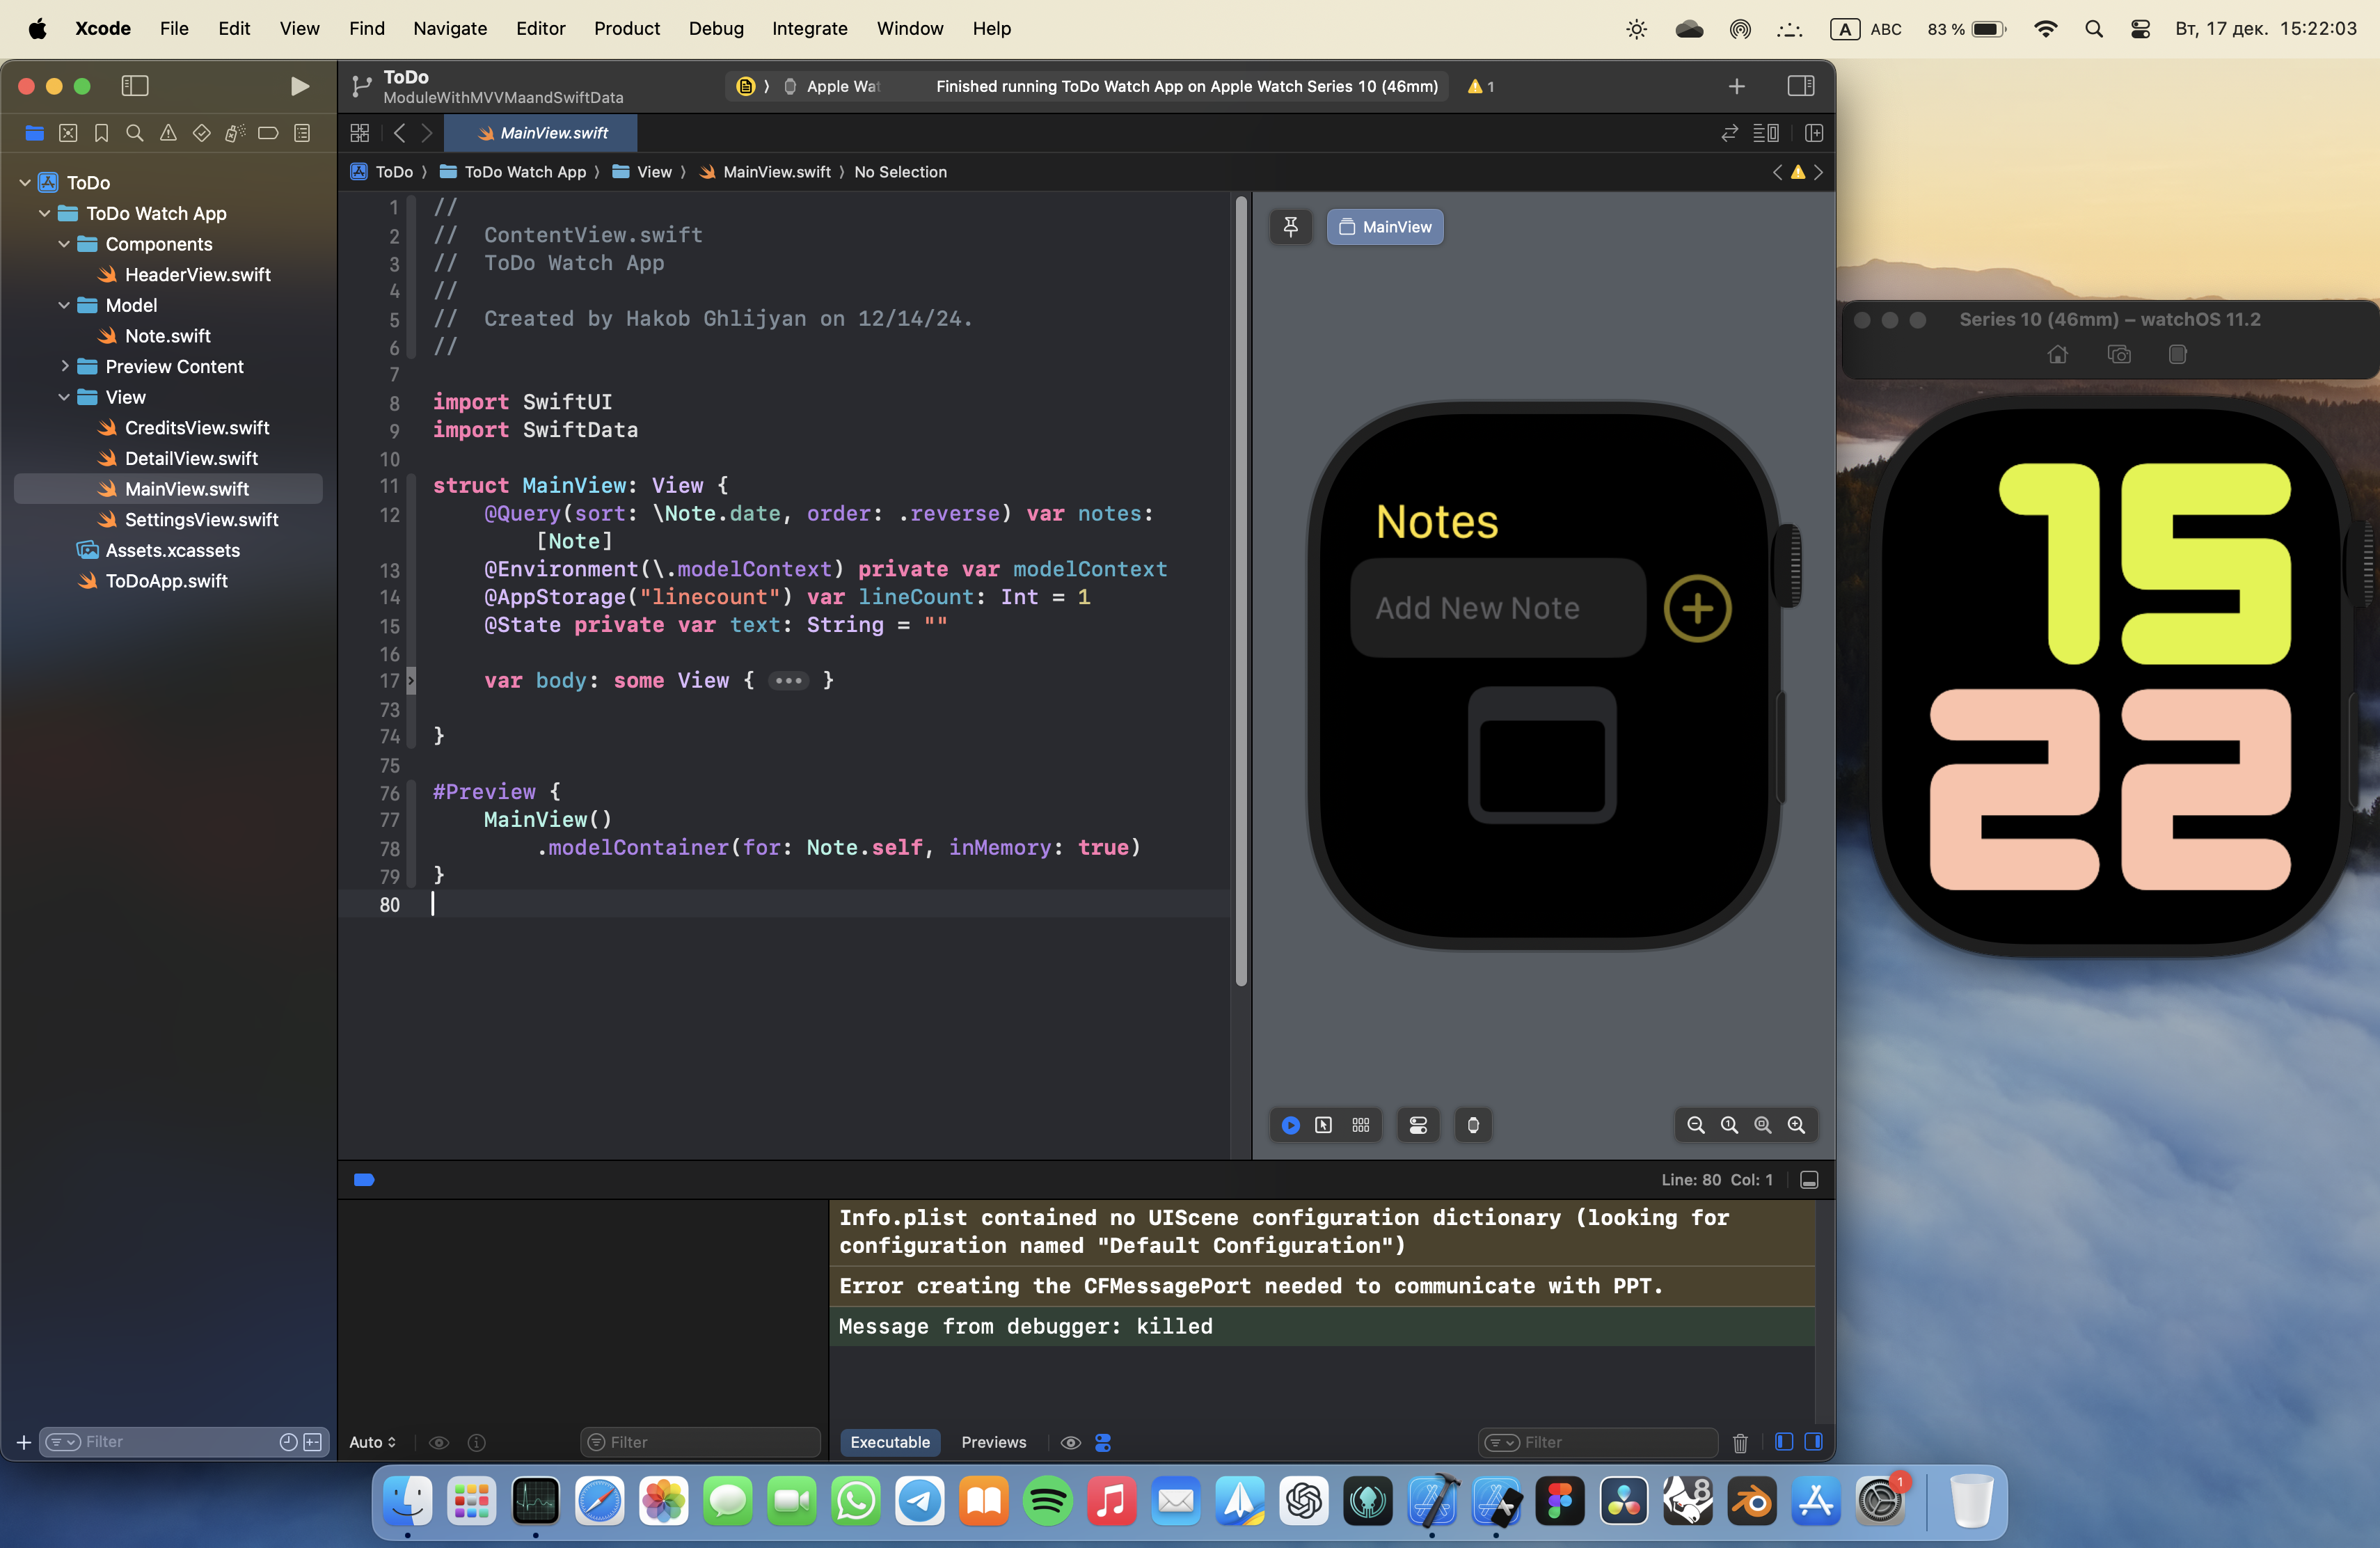 Xcode File Edit View Find Navigate Editor Product Debug Integrate Window Help
A ABC 83 % Вт, 17 дек. 15:22:03
ToDo
ModuleWithMVVMaandSwiftData
Apple Wat
Finished running ToDo Watch App on Apple Watch Series 10 (46mm)
1
MainView.swift
ToDo ⟩ ToDo Watch App ⟩ View ⟩ MainView.swift ⟩ No Selection
ToDo
ToDo Watch App
Components
HeaderView.swift
Model
Note.swift
Preview Content
View
CreditsView.swift
DetailView.swift
MainView.swift
SettingsView.swift
Assets.xcassets
ToDoApp.swift
Filter
1 //
2 //  ContentView.swift
3 //  ToDo Watch App
4 //
5 //  Created by Hakob Ghlijyan on 12/14/24.
6 //
7
8 import SwiftUI
9 import SwiftData
10
11 struct MainView: View {
12     @Query(sort: \Note.date, order: .reverse) var notes:
[Note]
13     @Environment(\.modelContext) private var modelContext
14     @AppStorage("linecount") var lineCount: Int = 1
15     @State private var text: String = ""
16
17     var body: some View { ••• }
73
74 }
75
76 #Preview {
77     MainView()
78         .modelContainer(for: Note.self, inMemory: true)
79 }
80
MainView
Notes
Add New Note
Line: 80 Col: 1
Info.plist contained no UIScene configuration dictionary (looking for
configuration named "Default Configuration")
Error creating the CFMessagePort needed to communicate with PPT.
Message from debugger: killed
Auto
Filter
Executable Previews
Filter
Series 10 (46mm) – watchOS 11.2
15
22
8
1